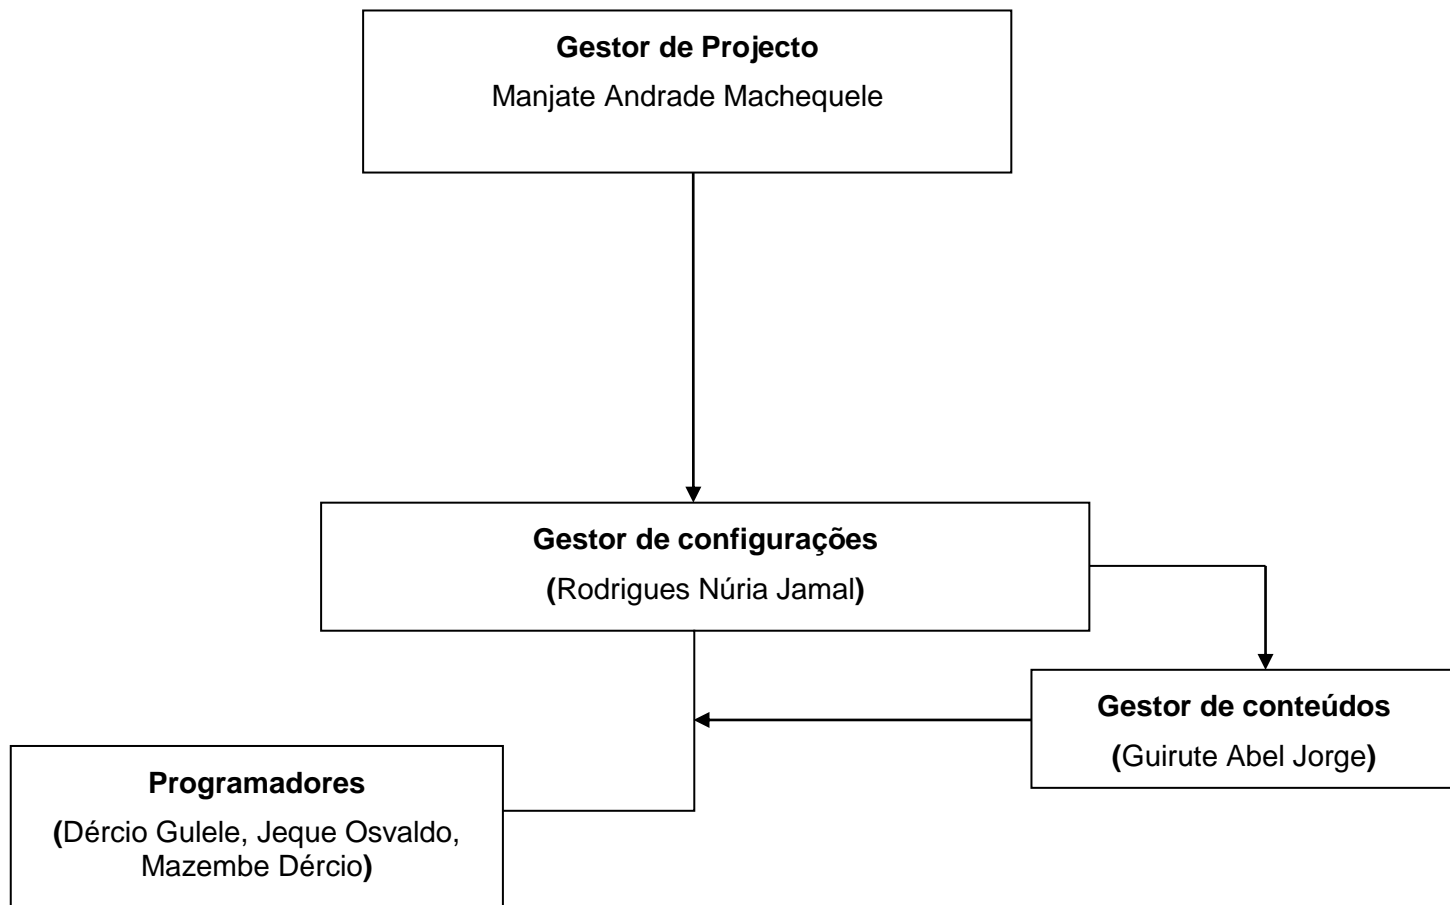 Gestor de Projecto
Manjate Andrade Machequele
Gestor de configurações
(Rodrigues Núria Jamal)
Gestor de conteúdos
(Guirute Abel Jorge)
Programadores
(Dércio Gulele, Jeque Osvaldo,
Mazembe Dércio)